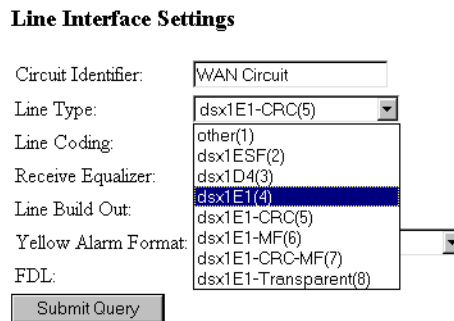 Line Interface Settings
Circuit Identifier: WAN Circuit
Line Type: dsx1E1-CRC(5)
Line Coding: other(1)
dsx1ESF(2)
Receive Equalizer: dsx1D4(3)
dsx1E1(4)
Line Build Out: dsx1E1-CRC(5)
Yellow Alarm Format: dsx1E1-MF(6)
dsx1E1-CRC-MF(7)
FDL: dsx1E1-Transparent(8)
Submit Query